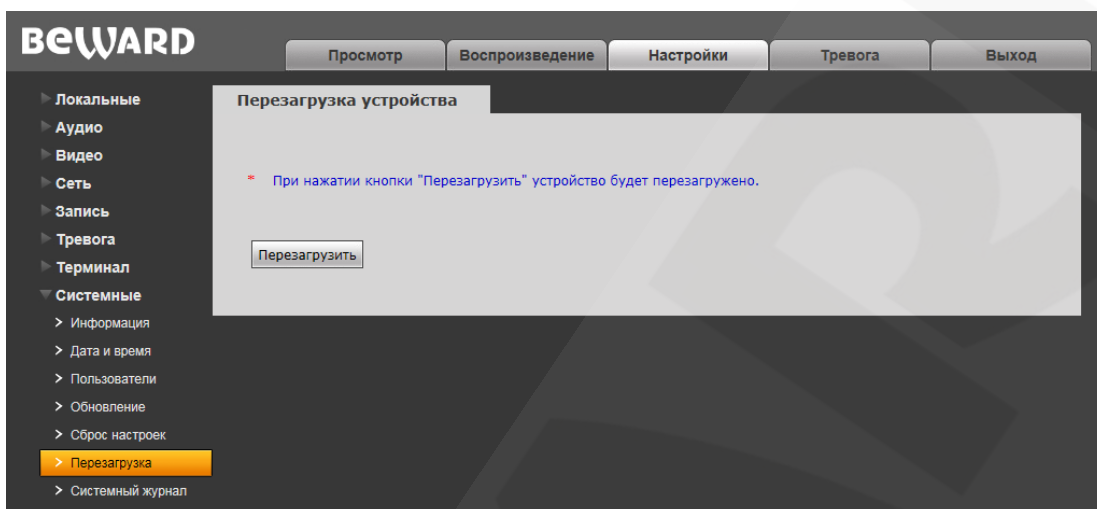 BEWARD
Просмотр Воспроизведение Настройки Тревога Выход
Локальные
Аудио
Видео
Сеть
Запись
Тревога
Терминал
Системные
Информация
Дата и время
Пользователи
Обновление
Сброс настроек
Перезагрузка
Системный журнал
Перезагрузка устройства
* При нажатии кнопки "Перезагрузить" устройство будет перезагружено.
Перезагрузить